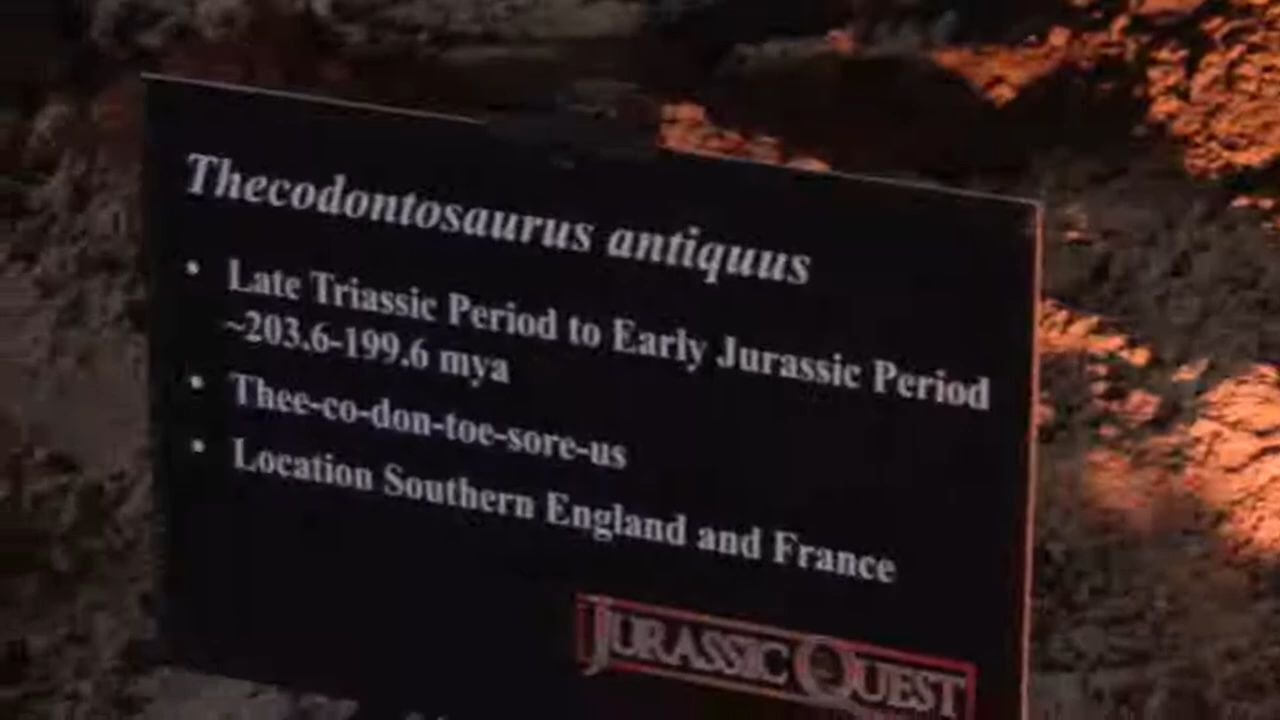 Thecodontosaurus antiquus
• Late Triassic Period to Early Jurassic Period
~203.6-199.6 mya
• Thee-co-don-toe-sore-us
• Location Southern England and France
JURASSIC QUEST